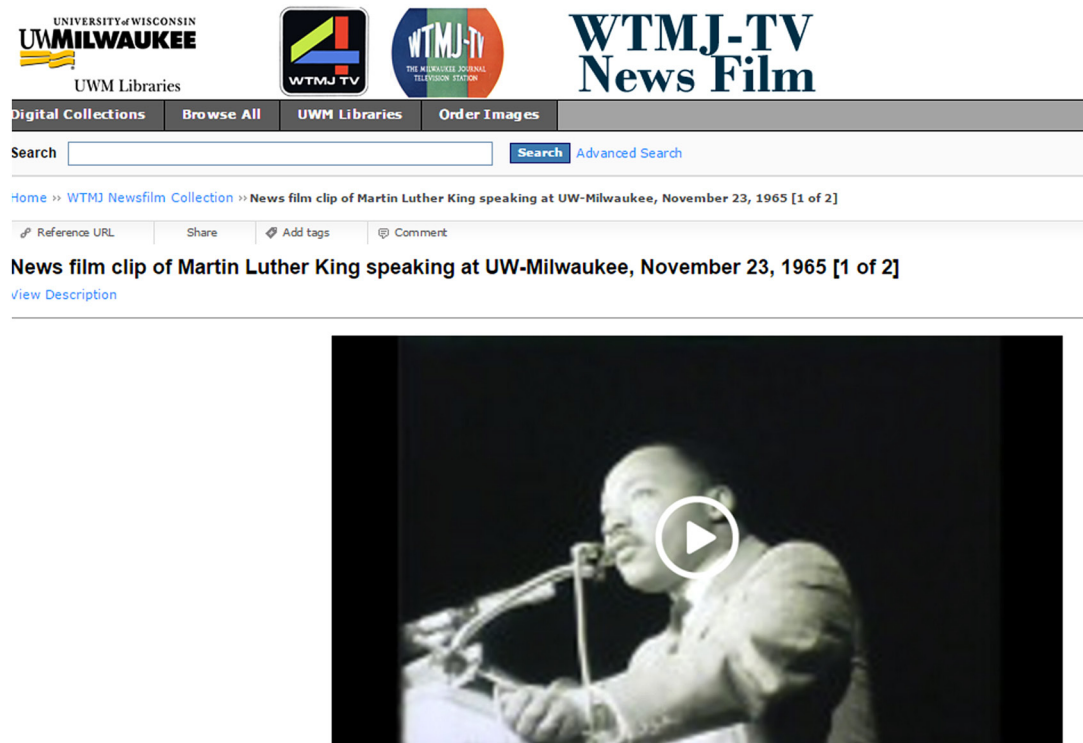 UNIVERSITY of WISCONSIN
UWMILWAUKEE
UWM Libraries
4
WTMJ TV
WTMJ-TV
THE MILWAUKEE JOURNAL
TELEVISION STATION
WTMJ-TV
News Film
Digital Collections Browse All UWM Libraries Order Images
Search Search Advanced Search
Home ›› WTMJ Newsfilm Collection ›› News film clip of Martin Luther King speaking at UW-Milwaukee, November 23, 1965 [1 of 2]
Reference URL Share Add tags Comment
News film clip of Martin Luther King speaking at UW-Milwaukee, November 23, 1965 [1 of 2]
View Description